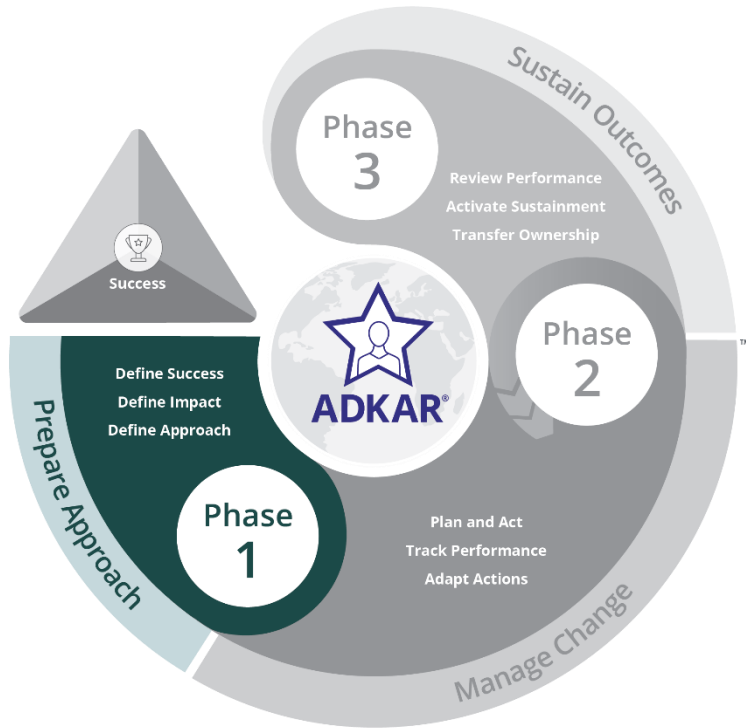 Success
Prepare Approach
Define Success
Define Impact
Define Approach
Phase
1
ADKAR®
Phase
2
Plan and Act
Track Performance
Adapt Actions
Manage Change
Phase
3
Review Performance
Activate Sustainment
Transfer Ownership
Sustain Outcomes
™